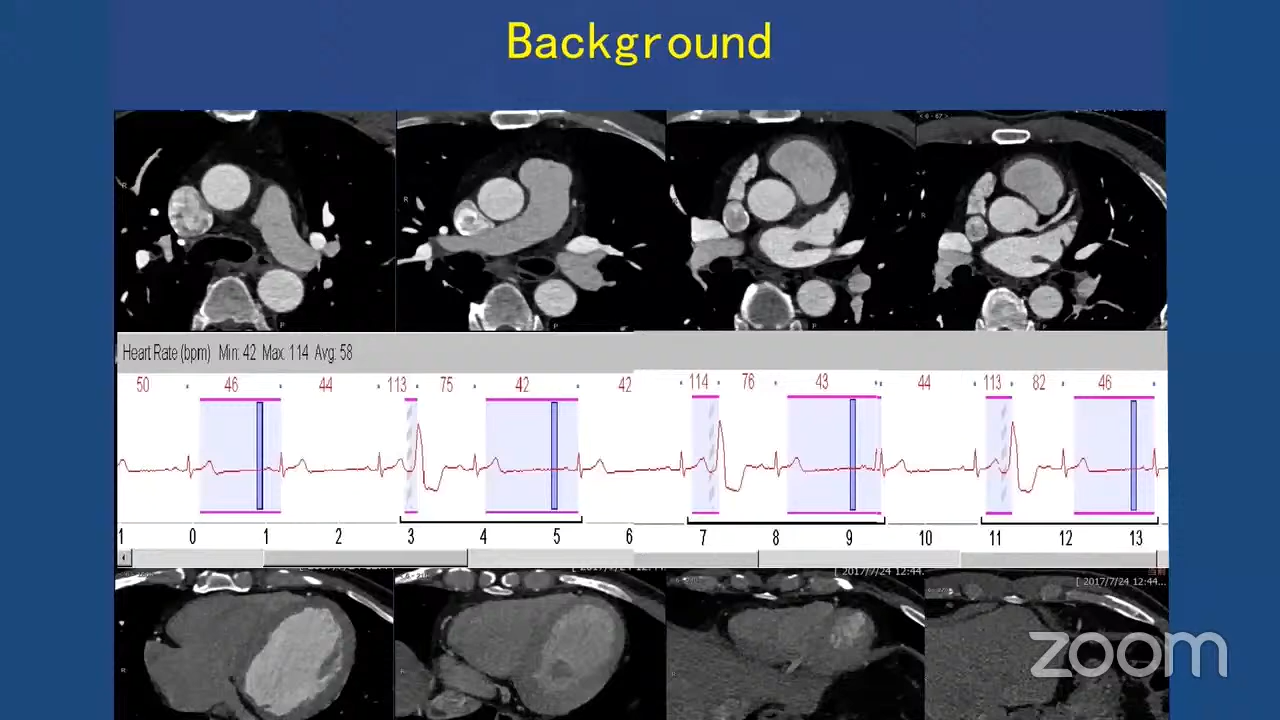 Background
< 6 - 67 >
R
R
R
R
P
P
P
P
Heart Rate (bpm) Min: 42 Max: 114 Avg: 58
50 46 44 113 75 42 42 114 76 43 44 113 82 46
1 0 1 2 3 4 5 6 7 8 9 10 11 12 13
[ 2017/7/24 12:44...
[ 2017/7/24 12:44...
R
R
R
zoom